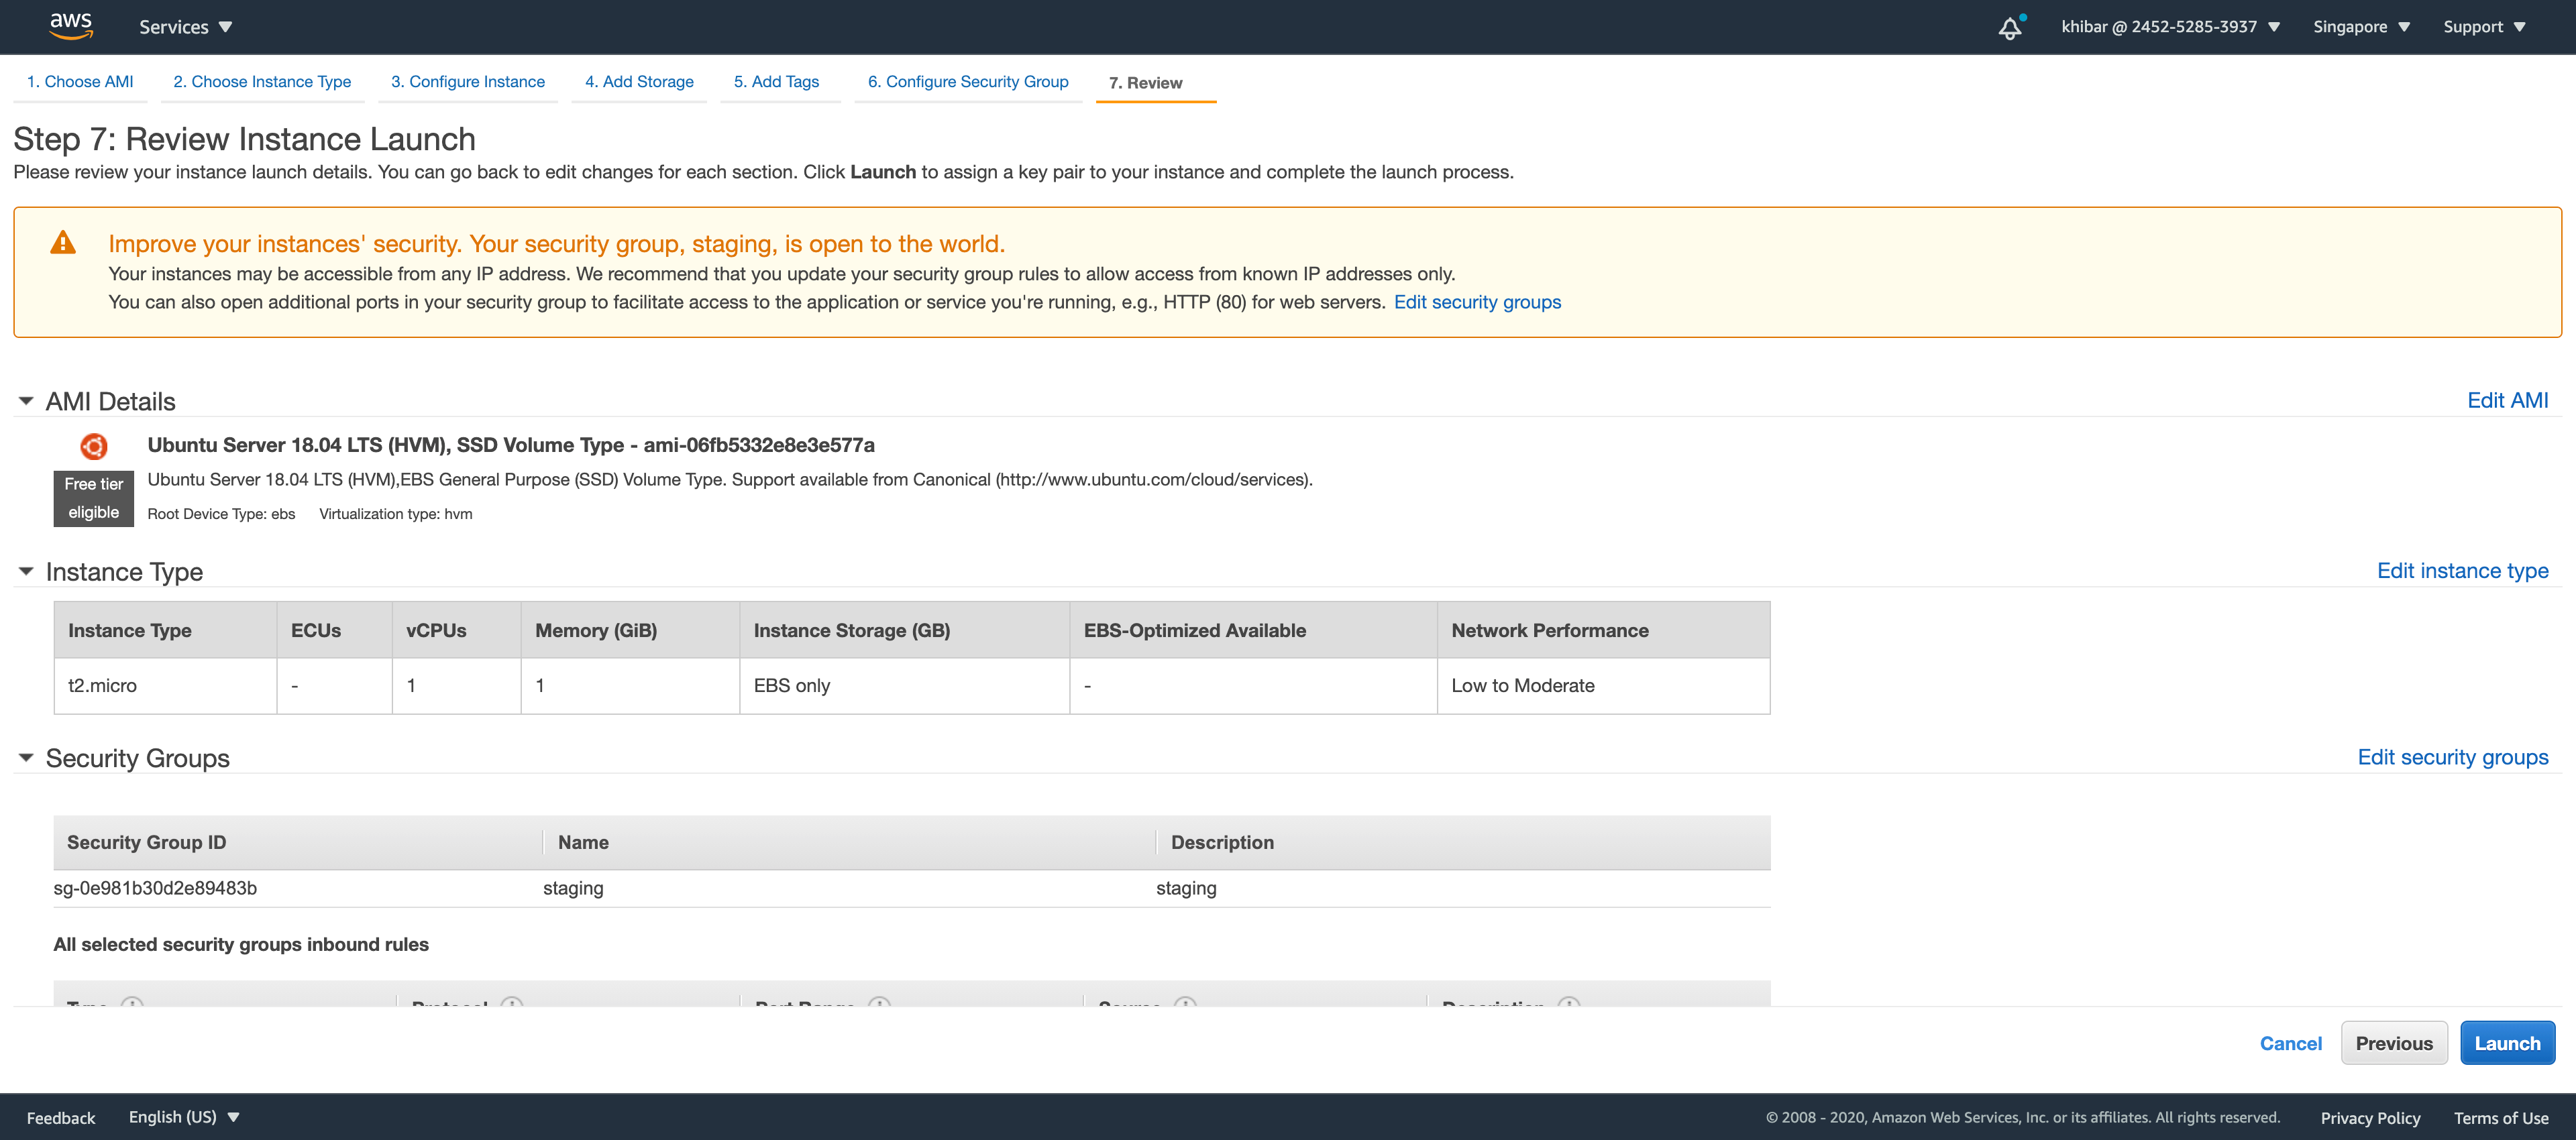 aws Services khibar @ 2452-5285-3937 Singapore Support
1. Choose AMI 2. Choose Instance Type 3. Configure Instance 4. Add Storage 5. Add Tags 6. Configure Security Group 7. Review
Step 7: Review Instance Launch
Please review your instance launch details. You can go back to edit changes for each section. Click Launch to assign a key pair to your instance and complete the launch process.
Improve your instances' security. Your security group, staging, is open to the world.
Your instances may be accessible from any IP address. We recommend that you update your security group rules to allow access from known IP addresses only.
You can also open additional ports in your security group to facilitate access to the application or service you're running, e.g., HTTP (80) for web servers. Edit security groups
AMI Details Edit AMI
Ubuntu Server 18.04 LTS (HVM), SSD Volume Type - ami-06fb5332e8e3e577a
Free tier eligible
Ubuntu Server 18.04 LTS (HVM),EBS General Purpose (SSD) Volume Type. Support available from Canonical (http://www.ubuntu.com/cloud/services).
Root Device Type: ebs Virtualization type: hvm
Instance Type Edit instance type
Instance Type ECUs vCPUs Memory (GiB) Instance Storage (GB) EBS-Optimized Available Network Performance
t2.micro - 1 1 EBS only - Low to Moderate
Security Groups Edit security groups
Security Group ID Name Description
sg-0e981b30d2e89483b staging staging
All selected security groups inbound rules
Type Protocol Port Range Source Description
Cancel Previous Launch
Feedback English (US) © 2008 - 2020, Amazon Web Services, Inc. or its affiliates. All rights reserved. Privacy Policy Terms of Use